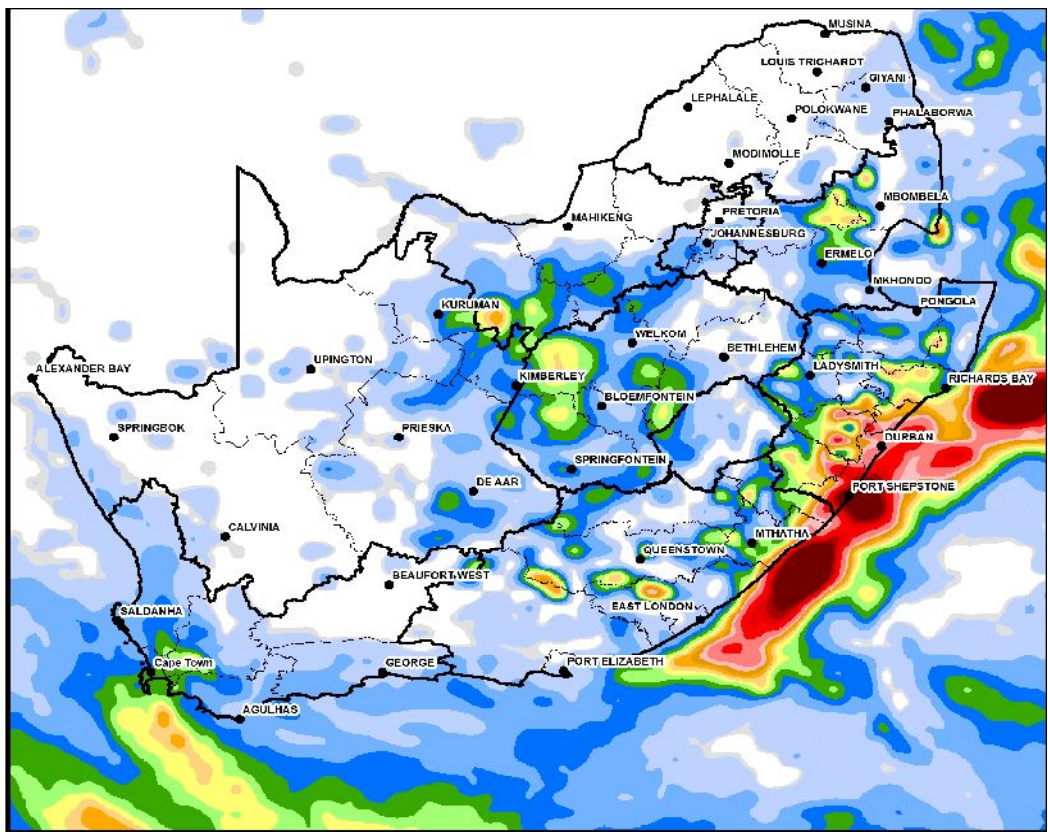 MUSINA
LOUIS TRICHARDT
GIYANI
LEPHALALE
POLOKWANE
PHALABORWA
MODIMOLLE
MBOMBELA
PRETORIA
MAHIKENG
JOHANNESBURG
ERMELO
MKHONDO
KURUMAN
PONGOLA
WELKOM
BETHLEHEM
UPINGTON
LADYSMITH
ALEXANDER BAY
KIMBERLEY
RICHARDS BAY
BLOEMFONTEIN
SPRINGBOK
PRIESKA
DURBAN
SPRINGFONTEIN
DE AAR
PORT SHEPSTONE
CALVINIA
MTHATHA
QUEENSTOWN
BEAUFORT WEST
EAST LONDON
SALDANHA
Cape Town
GEORGE
PORT ELIZABETH
AGULHAS